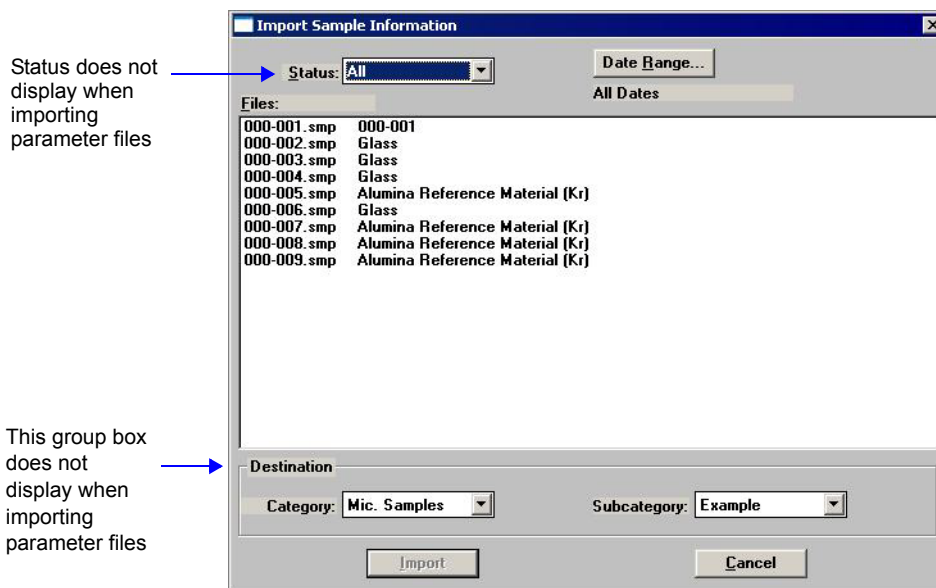 Import Sample Information
Status does not
display when
importing
parameter files
Status: All
Date Range...
All Dates
Files:
000-001.smp 000-001
000-002.smp Glass
000-003.smp Glass
000-004.smp Glass
000-005.smp Alumina Reference Material (Kr)
000-006.smp Glass
000-007.smp Alumina Reference Material (Kr)
000-008.smp Alumina Reference Material (Kr)
000-009.smp Alumina Reference Material (Kr)
This group box
does not
display when
importing
parameter files
Destination
Category: Mic. Samples
Subcategory: Example
Import
Cancel